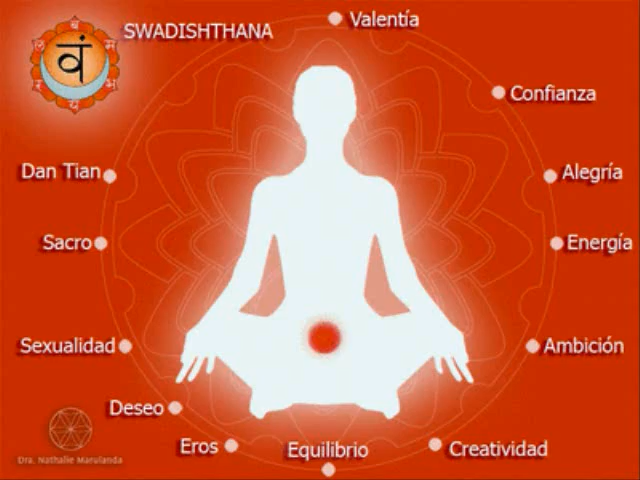 SWADISHTHANA
Valentía
वं
Confianza
Dan Tian
Alegría
Sacro
Energía
Sexualidad
Ambición
Deseo
Eros
Equilibrio
Creatividad
Dra. Nathalie Marulanda